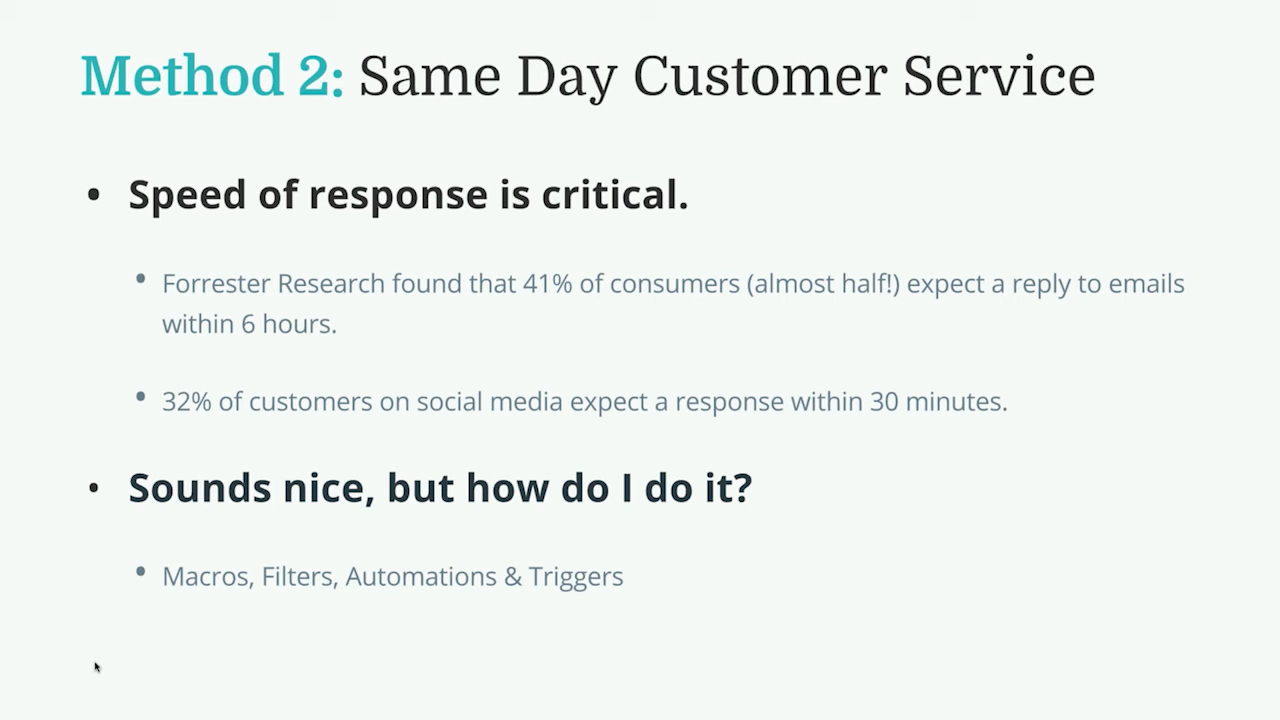 Method 2: Same Day Customer Service
• Speed of response is critical.
• Forrester Research found that 41% of consumers (almost half!) expect a reply to emails
within 6 hours.
• 32% of customers on social media expect a response within 30 minutes.
• Sounds nice, but how do I do it?
• Macros, Filters, Automations & Triggers